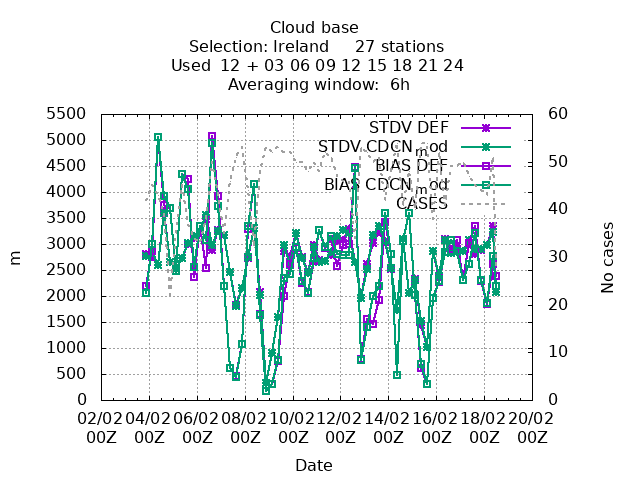 Cloud base
Selection: Ireland 27 stations
Used 12 + 03 06 09 12 15 18 21 24
Averaging window: 6h
5500
5000
4500
4000
3500
3000
2500
2000
1500
1000
500
0
m
STDV DEF
STDV CDCN_mod
BIAS DEF
BIAS CDCN_mod
CASES
60
50
40
30
20
10
0
No cases
02/02 04/02 06/02 08/02 10/02 12/02 14/02 16/02 18/02 20/02
00Z 00Z 00Z 00Z 00Z 00Z 00Z 00Z 00Z 00Z
Date